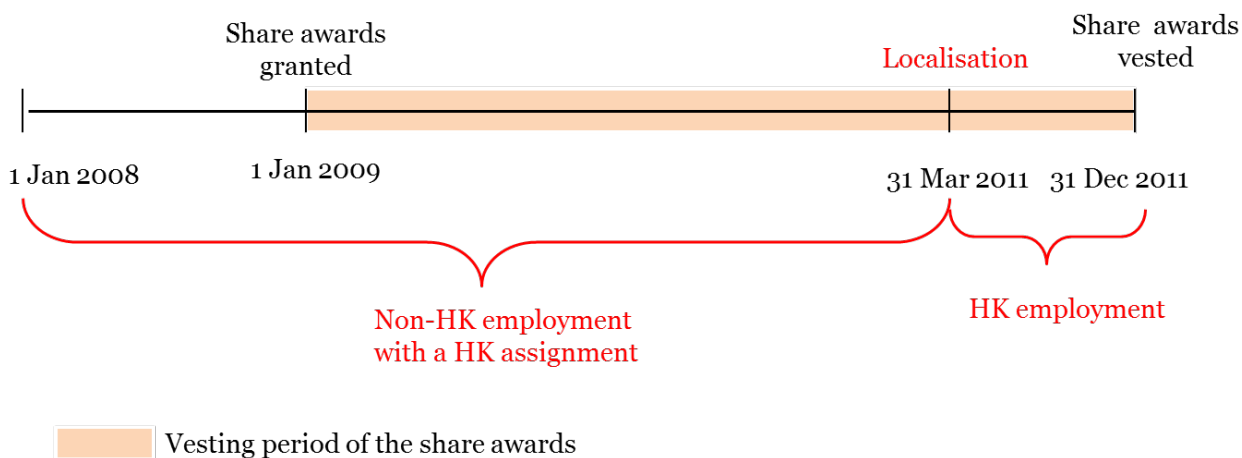 Share awards
granted
Localisation
Share awards
vested
1 Jan 2008
1 Jan 2009
31 Mar 2011
31 Dec 2011
Non-HK employment
with a HK assignment
HK employment
Vesting period of the share awards